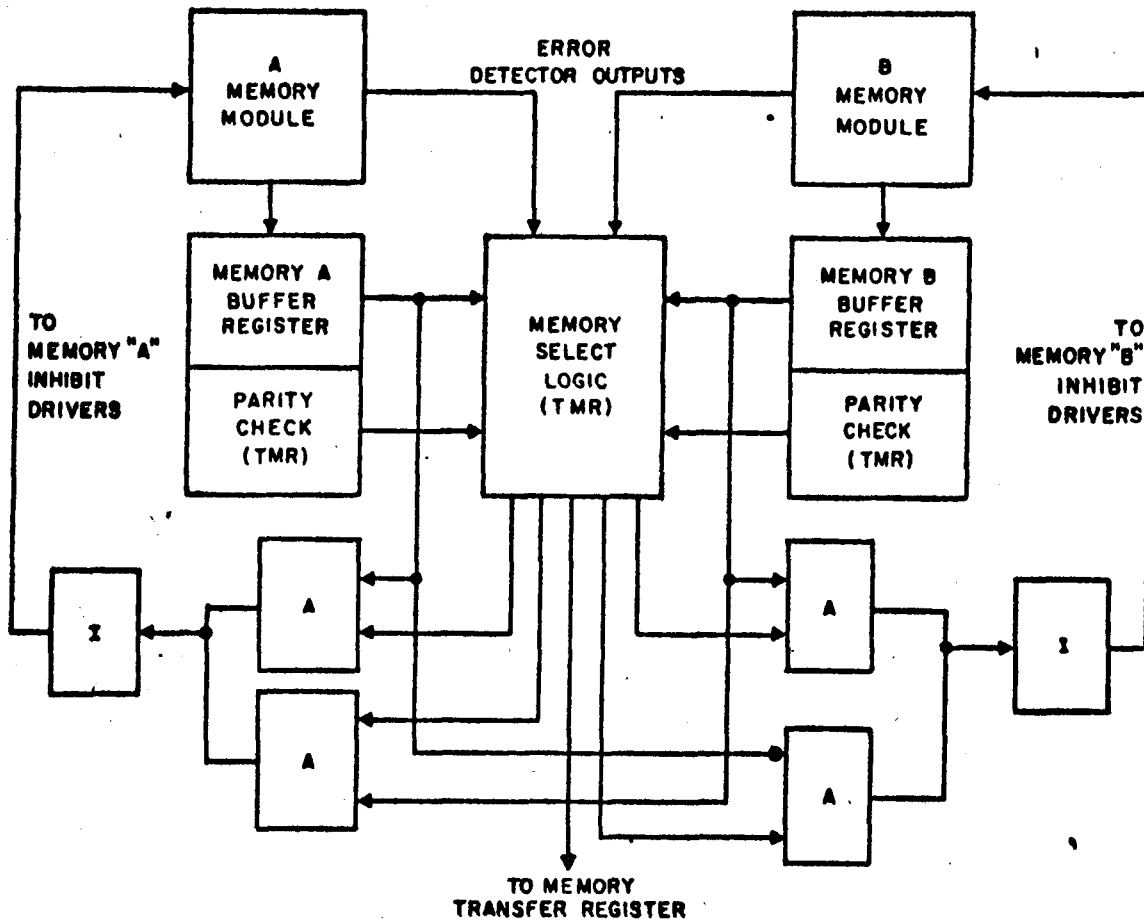 A
MEMORY
MODULE
ERROR
DETECTOR OUTPUTS
B
MEMORY
MODULE
MEMORY A
BUFFER
REGISTER
PARITY
CHECK
(TMR)
MEMORY
SELECT
LOGIC
(TMR)
MEMORY B
BUFFER
REGISTER
PARITY
CHECK
(TMR)
TO
MEMORY "A"
INHIBIT
DRIVERS
TO
MEMORY "B"
INHIBIT
DRIVERS
I
A
A
A
A
I
TO MEMORY
TRANSFER REGISTER